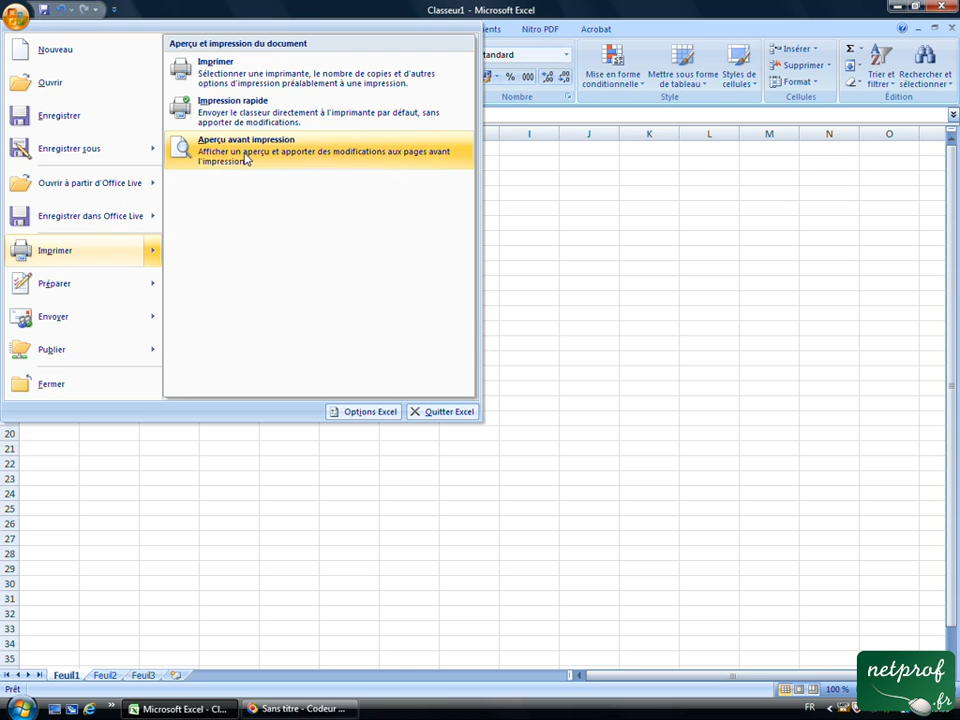 Classeur1 - Microsoft Excel
Nouveau
Ouvrir
Enregistrer
Enregistrer sous
Ouvrir à partir d'Office Live
Enregistrer dans Office Live
Imprimer
Préparer
Envoyer
Publier
Fermer
Aperçu et impression du document
Imprimer
Sélectionner une imprimante, le nombre de copies et d'autres
options d'impression préalablement à une impression.
Impression rapide
Envoyer le classeur directement à l'imprimante par défaut, sans
apporter de modifications.
Aperçu avant impression
Afficher un aperçu et apporter des modifications aux pages avant
l'impression
Options Excel
Quitter Excel
Nitro PDF
Acrobat
% 000
Nombre
Mise en forme
conditionnelle
Mettre sous forme
de tableau
Styles de
cellules
Style
Insérer
Supprimer
Format
Cellules
Σ
Trier et
filtrer
Rechercher et
sélectionner
Édition
I J K L M N O
20
21
22
23
24
25
26
27
28
29
30
31
32
33
34
35
Feuil1 Feuil2 Feuil3
Prêt
100 %
Microsoft Excel - Cl...
Sans titre - Codeur ...
FR
netprof
.fr